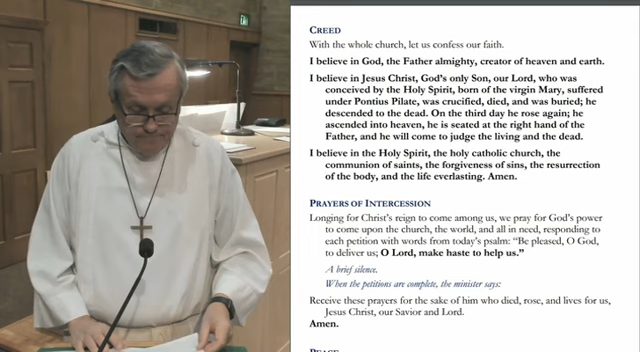 CREED
With the whole church, let us confess our faith.
I believe in God, the Father almighty, creator of heaven and earth.
I believe in Jesus Christ, God's only Son, our Lord, who was
conceived by the Holy Spirit, born of the virgin Mary, suffered
under Pontius Pilate, was crucified, died, and was buried; he
descended to the dead. On the third day he rose again; he
ascended into heaven, he is seated at the right hand of the
Father, and he will come to judge the living and the dead.
I believe in the Holy Spirit, the holy catholic church, the
communion of saints, the forgiveness of sins, the resurrection
of the body, and the life everlasting. Amen.
PRAYERS OF INTERCESSION
Longing for Christ's reign to come among us, we pray for God's power
to come upon the church, the world, and all in need, responding to
each petition with words from today's psalm: "Be pleased, O God,
to deliver us; O Lord, make haste to help us."
A brief silence.
When the petitions are complete, the minister says:
Receive these prayers for the sake of him who died, rose, and lives for us,
Jesus Christ, our Savior and Lord.
Amen.
PEACE